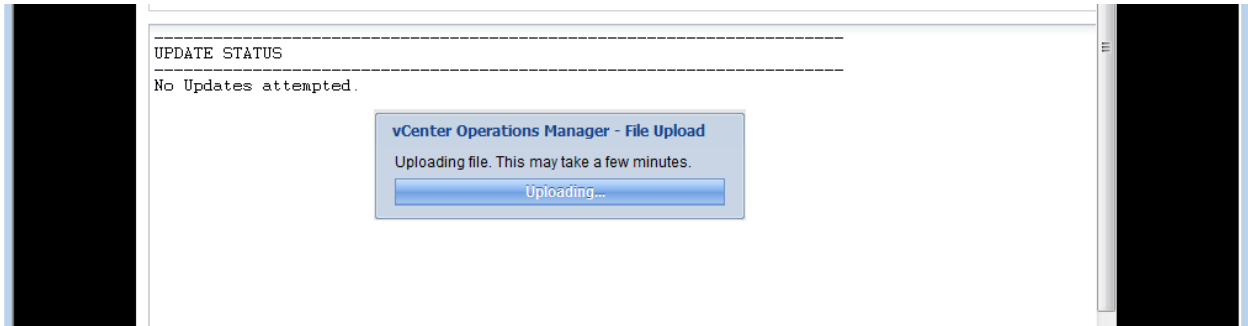 UPDATE STATUS
No Updates attempted.
vCenter Operations Manager - File Upload
Uploading file. This may take a few minutes.
Uploading...